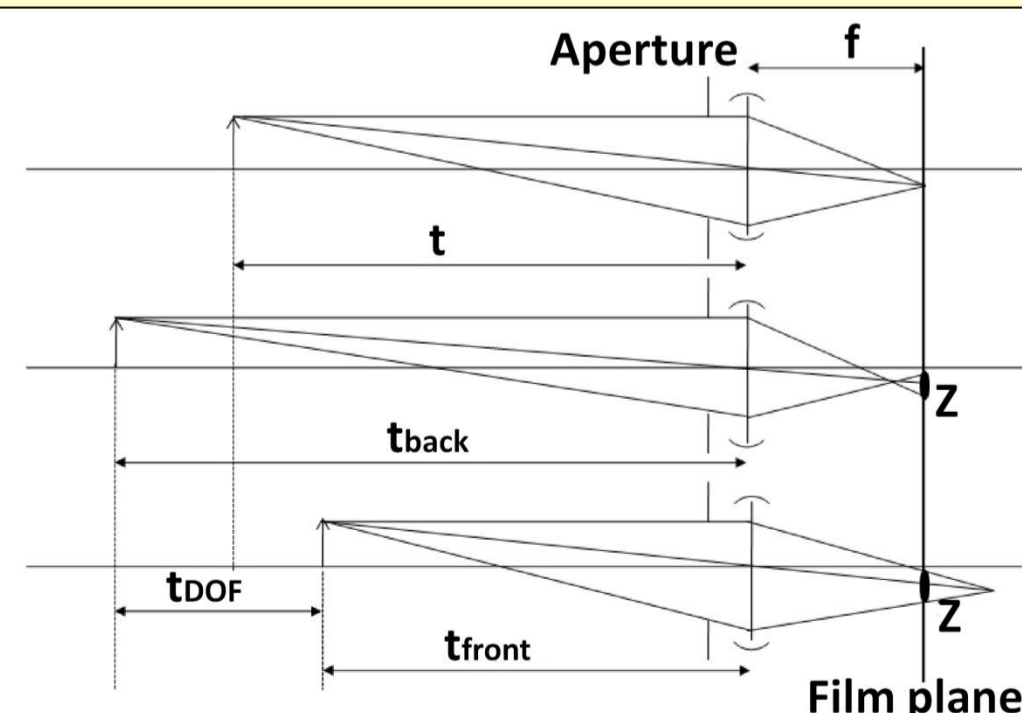 Aperture
f
t
Z
tback
tDOF
Z
tfront
Film plane